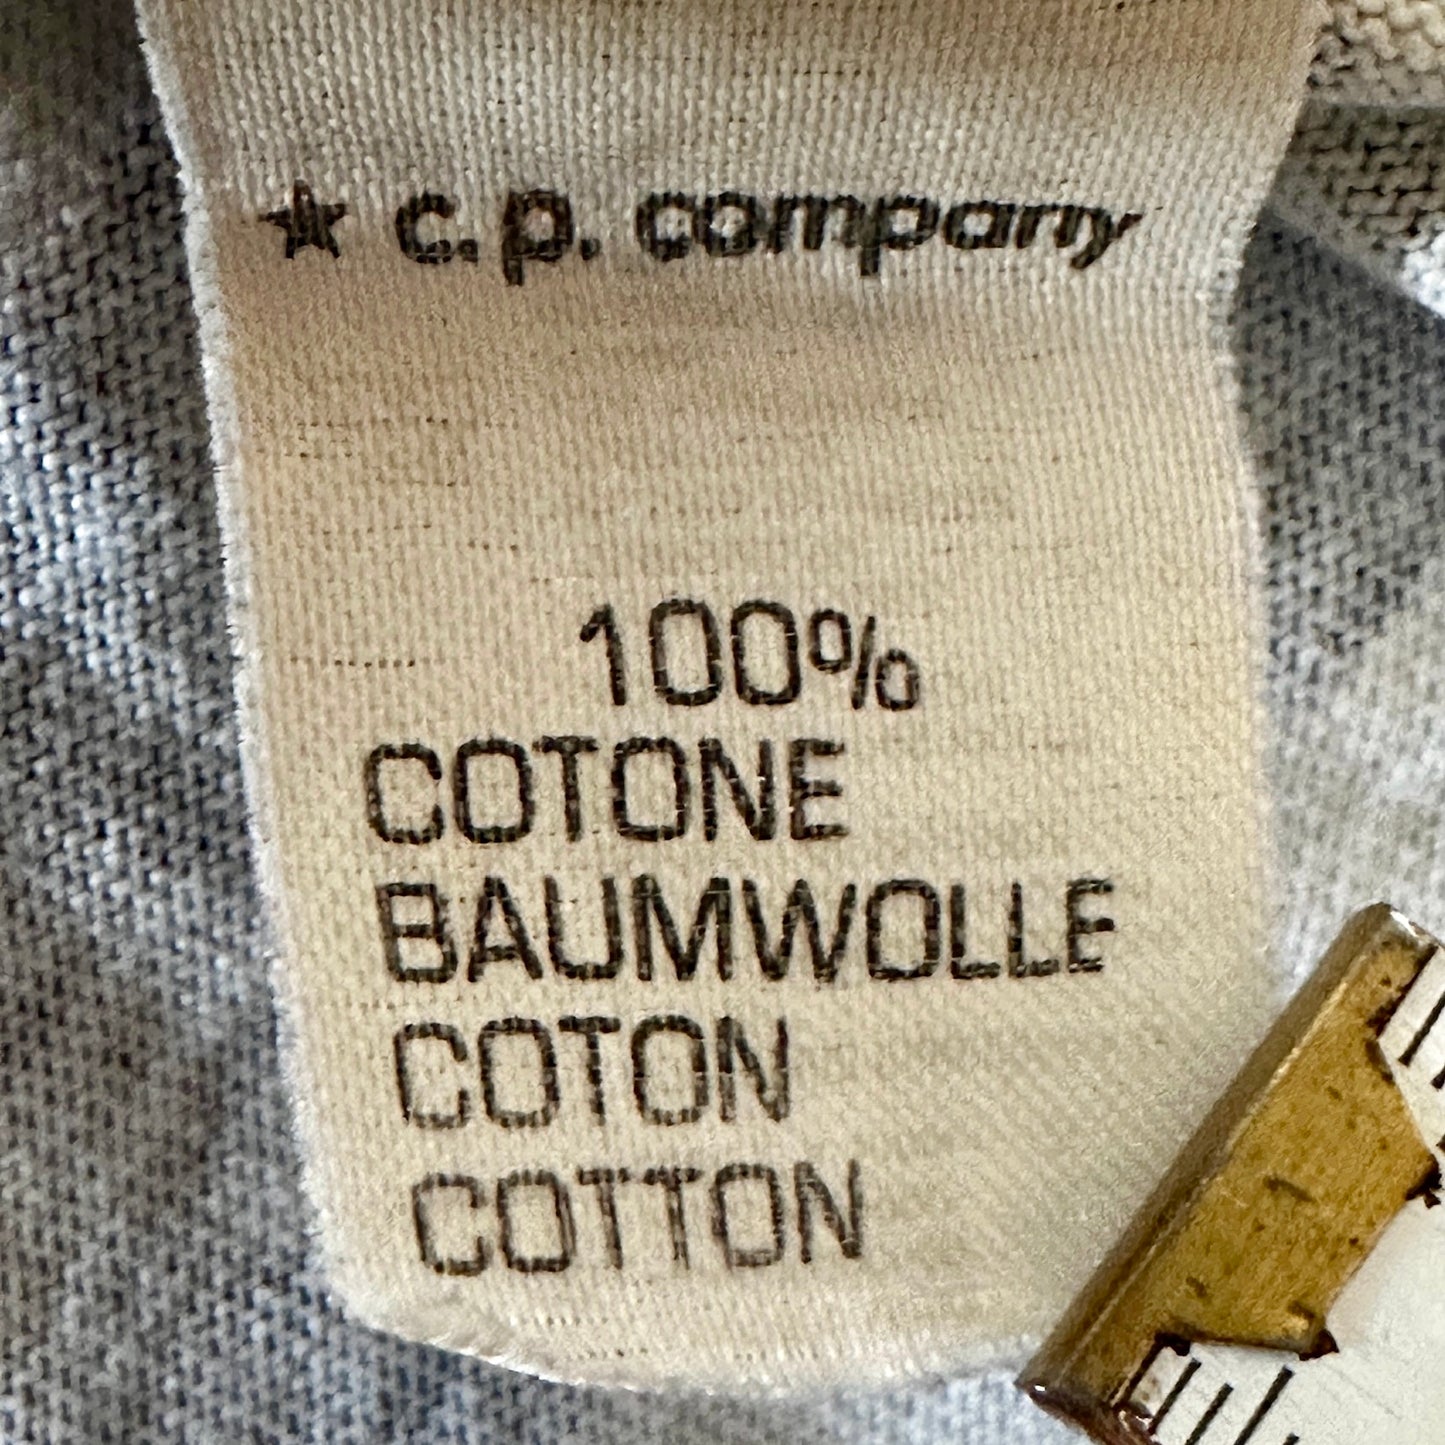 ★ c.p. company
100%
COTONE
BAUMWOLLE
COTON
COTTON